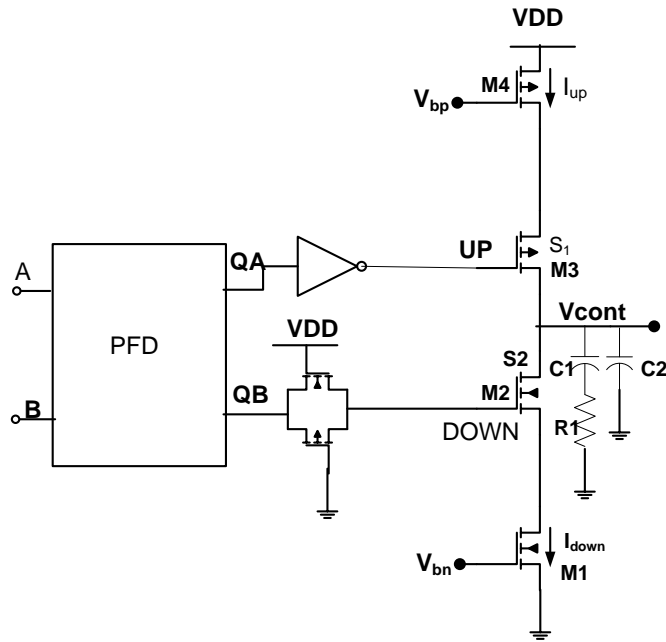 VDD
M4
Iup
Vbp
A
QA
UP
S1
M3
PFD
VDD
Vcont
S2
C1
C2
B
QB
M2
DOWN
R1
Vbn
Idown
M1